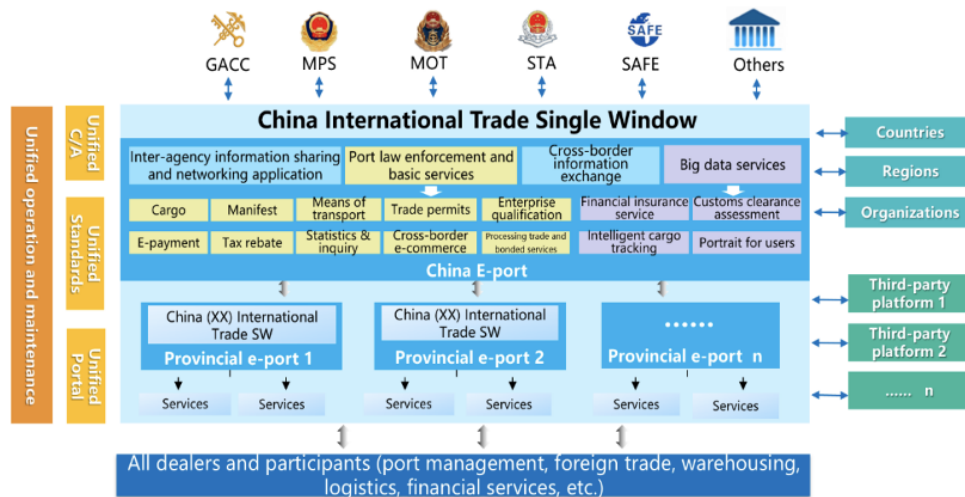 GACC
MPS
MOT
STA
SAFE
SAFE
Others
China International Trade Single Window
Unified operation and maintenance
Unified
C/A
Unified
Standards
Unified
Portal
Inter-agency information sharing
and networking application
Port law enforcement and
basic services
Cross-border
information
exchange
Big data services
Cargo
Manifest
Means of
transport
Trade permits
Enterprise
qualification
Financial insurance
service
Customs clearance
assessment
E-payment
Tax rebate
Statistics &
inquiry
Cross-border
e-commerce
Processing trade and
bonded services
Intelligent cargo
tracking
Portrait for users
China E-port
China (XX) International
Trade SW
Provincial e-port 1
Services
Services
China (XX) International
Trade SW
Provincial e-port 2
Services
Services
······
Provincial e-port n
Services
Services
Countries
Regions
Organizations
Third-party
platform 1
Third-party
platform 2
...... n
All dealers and participants (port management, foreign trade, warehousing,
logistics, financial services, etc.)